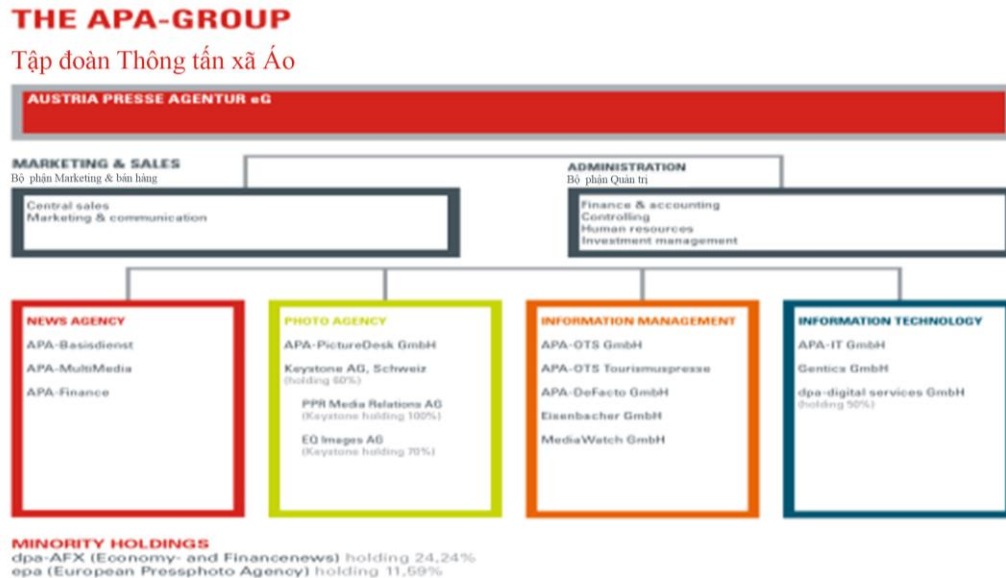 THE APA-GROUP
Tập đoàn Thông tấn xã Áo
AUSTRIA PRESSE AGENTUR eG
MARKETING & SALES
Bộ phận Marketing & bán hàng
Central sales
Marketing & communication
ADMINISTRATION
Bộ phận Quản trị
Finance & accounting
Controlling
Human resources
Investment management
NEWS AGENCY
APA-Basisdienst
APA-MultiMedia
APA-Finance
PHOTO AGENCY
APA-PictureDesk GmbH
Keystone AG, Schweiz
(holding 60%)
PPR Media Relations AG
(Keystone holding 100%)
EQ Images AG
(Keystone holding 70%)
INFORMATION MANAGEMENT
APA-OTS GmbH
APA-OTS Tourismuspresse
APA-DeFacto GmbH
Eisenbacher GmbH
MediaWatch GmbH
INFORMATION TECHNOLOGY
APA-IT GmbH
Gentics GmbH
dpa-digital services GmbH
(holding 50%)
MINORITY HOLDINGS
dpa-AFX (Economy- and Financenews) holding 24,24%
epa (European Pressphoto Agency) holding 11,59%